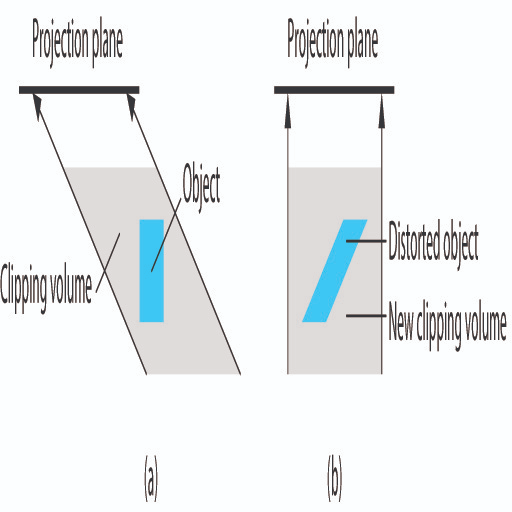 Projection plane
Projection plane
Object
Distorted object
Clipping volume
New clipping volume
(a)
(b)